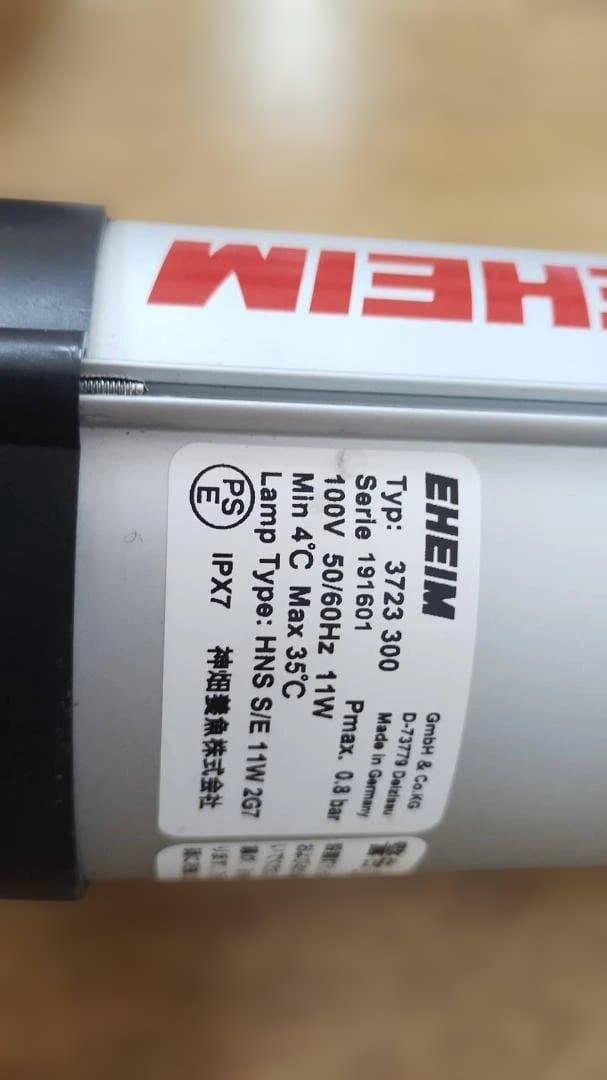 EHEIM
EHEIM
GmbH & Co.KG
D-73779 Deizisau
Made in Germany
Typ: 3723 300
Serie 191601
Pmax. 0.8 bar
100V 50/60Hz 11W
Min 4°C Max 35°C
Lamp Type: HNS S/E 11W 2G7
PS
E
IPX7
神畑養魚株式会社